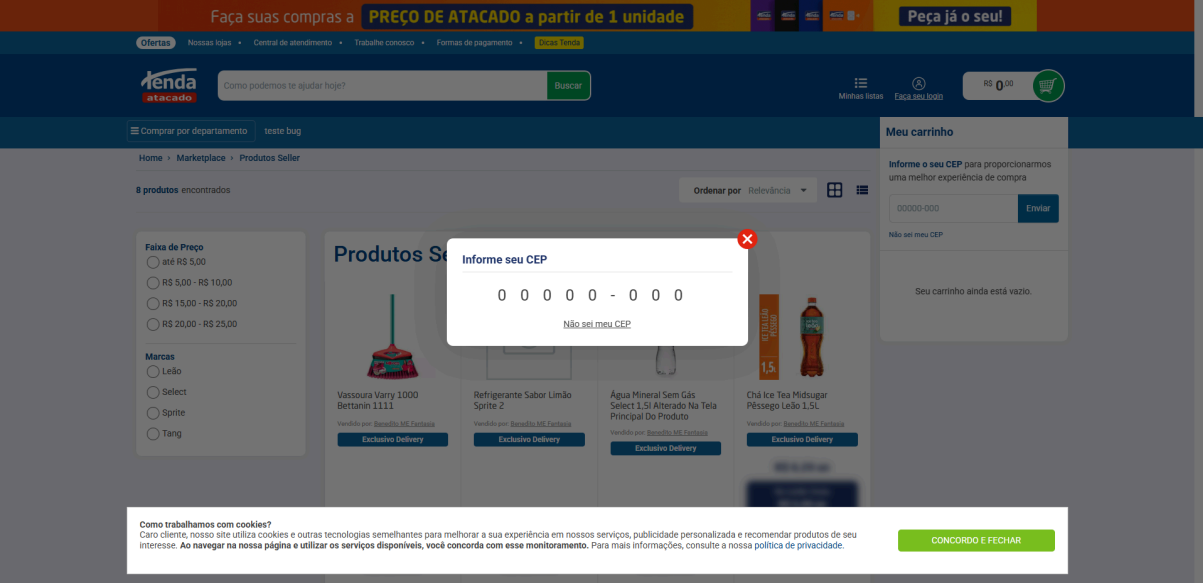 Faça suas compras a PREÇO DE ATACADO a partir de 1 unidade
Peça já o seu!
Ofertas Nossas lojas • Central de atendimento • Trabalhe conosco • Formas de pagamento • Dicas Tenda
Tenda
atacado
Como podemos te ajudar hoje?
Buscar
Minhas listas
Faça seu login
R$ 0,00
Comprar por departamento
teste bug
Meu carrinho
Home › Marketplace › Produtos Seller
Informe o seu CEP para proporcionarmos
uma melhor experiência de compra
8 produtos encontrados
Ordenar por Relevância
00000-000
Enviar
Não sei meu CEP
Faixa de Preço
até R$ 5,00
R$ 5,00 - R$ 10,00
R$ 15,00 - R$ 20,00
R$ 20,00 - R$ 25,00
Produtos Se
Informe seu CEP
0 0 0 0 0 - 0 0 0
Não sei meu CEP
Seu carrinho ainda está vazio.
Marcas
Leão
Select
Sprite
Tang
ICE TEA LEÃO
PÊSSEGO
1,5L
Vassoura Varry 1000
Bettanin 1111
Vendido por: Benedito ME Fantasia
Exclusivo Delivery
Refrigerante Sabor Limão
Sprite 2
Vendido por: Benedito ME Fantasia
Exclusivo Delivery
Água Mineral Sem Gás
Select 1,5l Alterado Na Tela
Principal Do Produto
Vendido por: Benedito ME Fantasia
Exclusivo Delivery
Chá Ice Tea Midsugar
Pêssego Leão 1,5L
Vendido por: Benedito ME Fantasia
Exclusivo Delivery
Como trabalhamos com cookies?
Caro cliente, nosso site utiliza cookies e outras tecnologias semelhantes para melhorar a sua experiência em nossos serviços, publicidade personalizada e recomendar produtos de seu
interesse. Ao navegar na nossa página e utilizar os serviços disponíveis, você concorda com esse monitoramento. Para mais informações, consulte a nossa política de privacidade.
CONCORDO E FECHAR